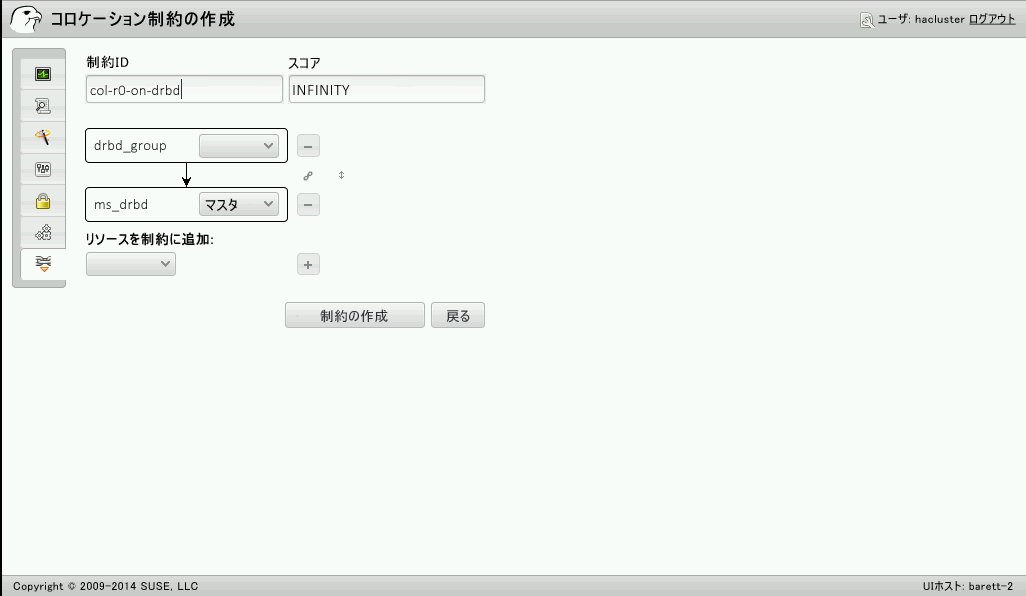 コロケーション制約の作成
ユーザ: hacluster ログアウト
制約ID スコア
col-r0-on-drbd INFINITY
drbd_group
ms_drbd マスタ
リソースを制約に追加:
制約の作成 戻る
Copyright © 2009-2014 SUSE, LLC
UIホスト: barett-2